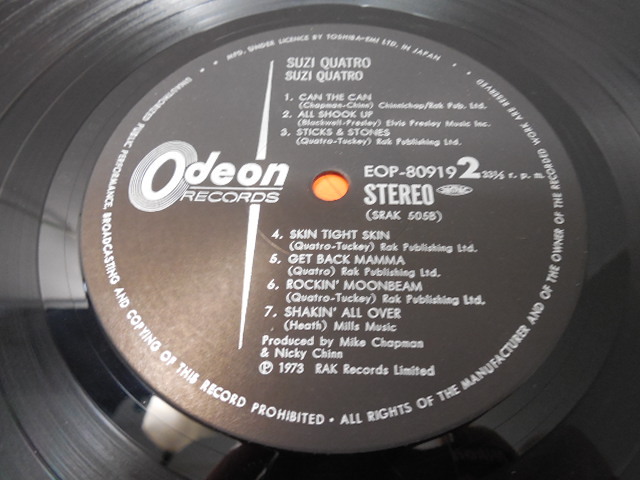 MFD. UNDER LICENCE BY TOSHIBA-EMI LTD. IN JAPAN
SUZI QUATRO
SUZI QUATRO
1. CAN THE CAN
(Chapman-Chinn) Chinnichap/Rak Pub. Ltd.
2. ALL SHOOK UP
(Blackwell-Presley) Elvis Presley Music Inc.
3. STICKS & STONES
(Quatro-Tuckey) Rak Publishing Ltd.
Odeon
RECORDS
EOP-80919 2 33⅓ r. p. m.
STEREO
(SRAK 505B)
4. SKIN TIGHT SKIN
(Quatro-Tuckey) Rak Publishing Ltd.
5. GET BACK MAMMA
(Quatro) Rak Publishing Ltd.
6. ROCKIN' MOONBEAM
(Quatro-Tuckey) Rak Publishing Ltd.
7. SHAKIN' ALL OVER
(Heath) Mills Music
Produced by Mike Chapman
& Nicky Chinn
Ⓟ 1973 RAK Records Limited
UNAUTHORIZED PUBLIC PERFORMANCE, BROADCASTING AND COPYING OF THIS RECORD PROHIBITED • ALL RIGHTS OF THE MANUFACTURER AND OF THE OWNER OF THE RECORDED WORK ARE RESERVED